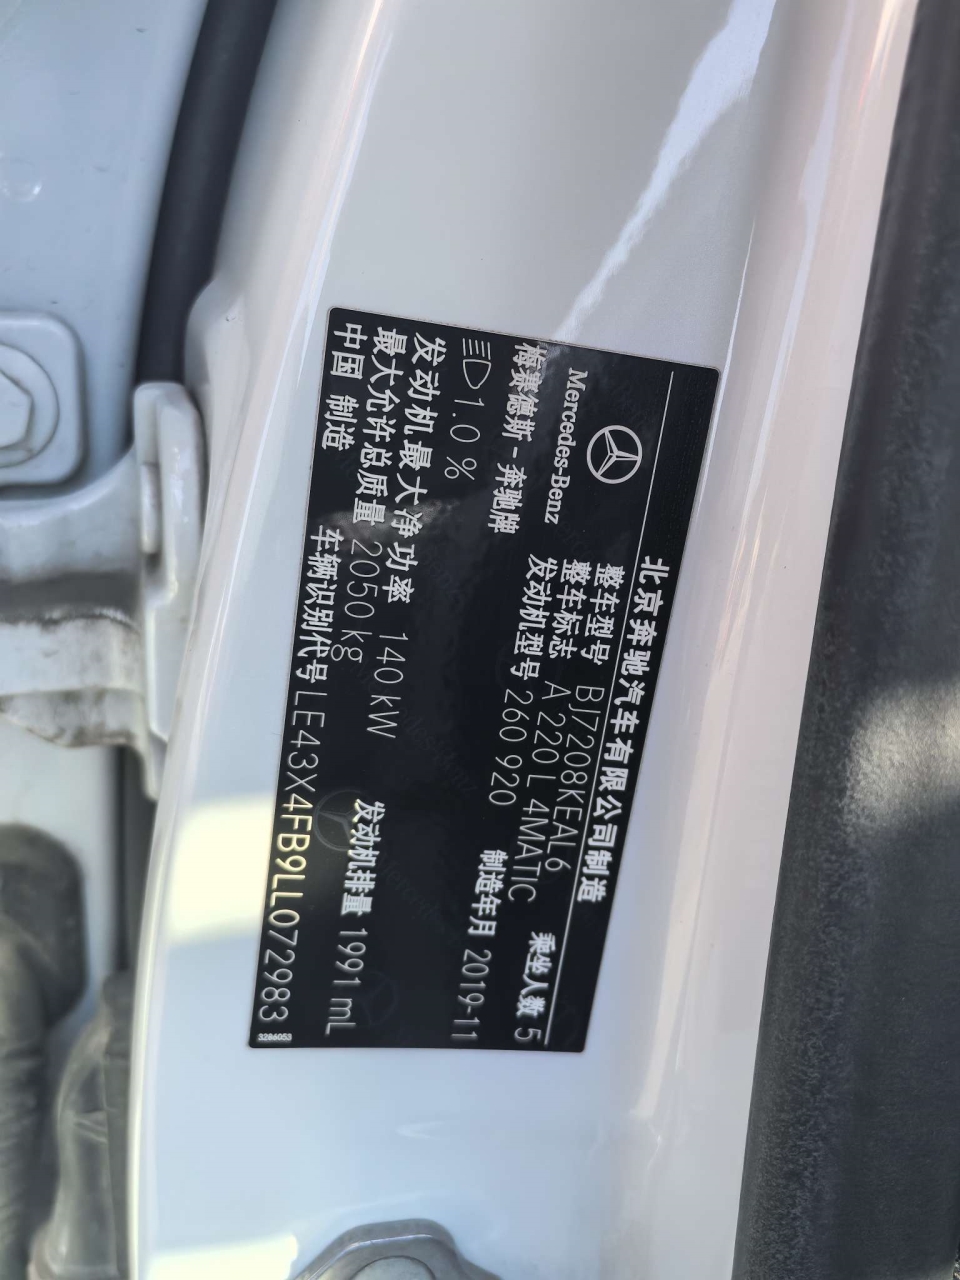 北京奔驰汽车有限公司制造
Mercedes-Benz
整车型号 BJ7208KEAL6 乘坐人数 5
整车标志 A 220 L 4MATIC
梅赛德斯-奔驰牌 发动机型号 260 920 制造年月 2019-11
1.0 %
发动机最大净功率 140 kW 发动机排量 1991 mL
最大允许总质量 2050 kg
中国 制造 车辆识别代号 LE43X4FB9LL072983
3286053